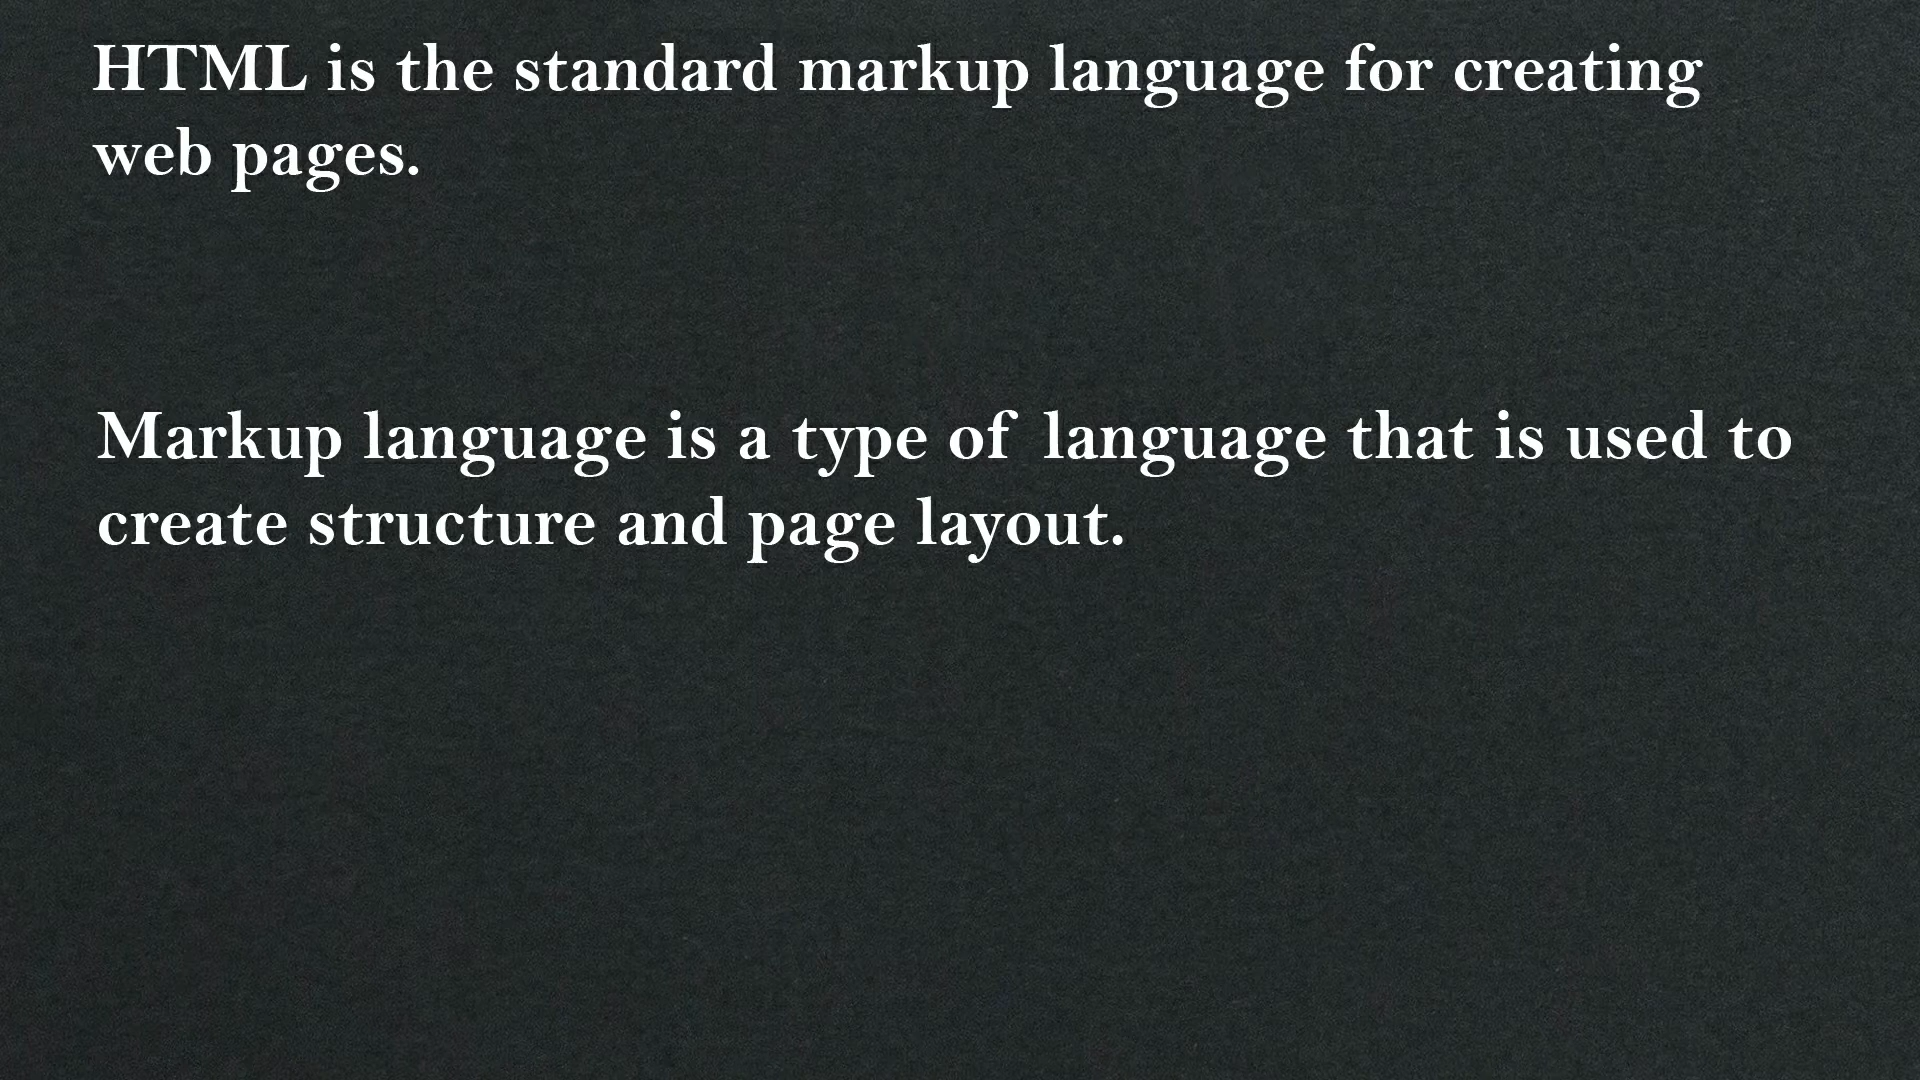 HTML is the standard markup language for creating
web pages.
Markup language is a type of language that is used to
create structure and page layout.